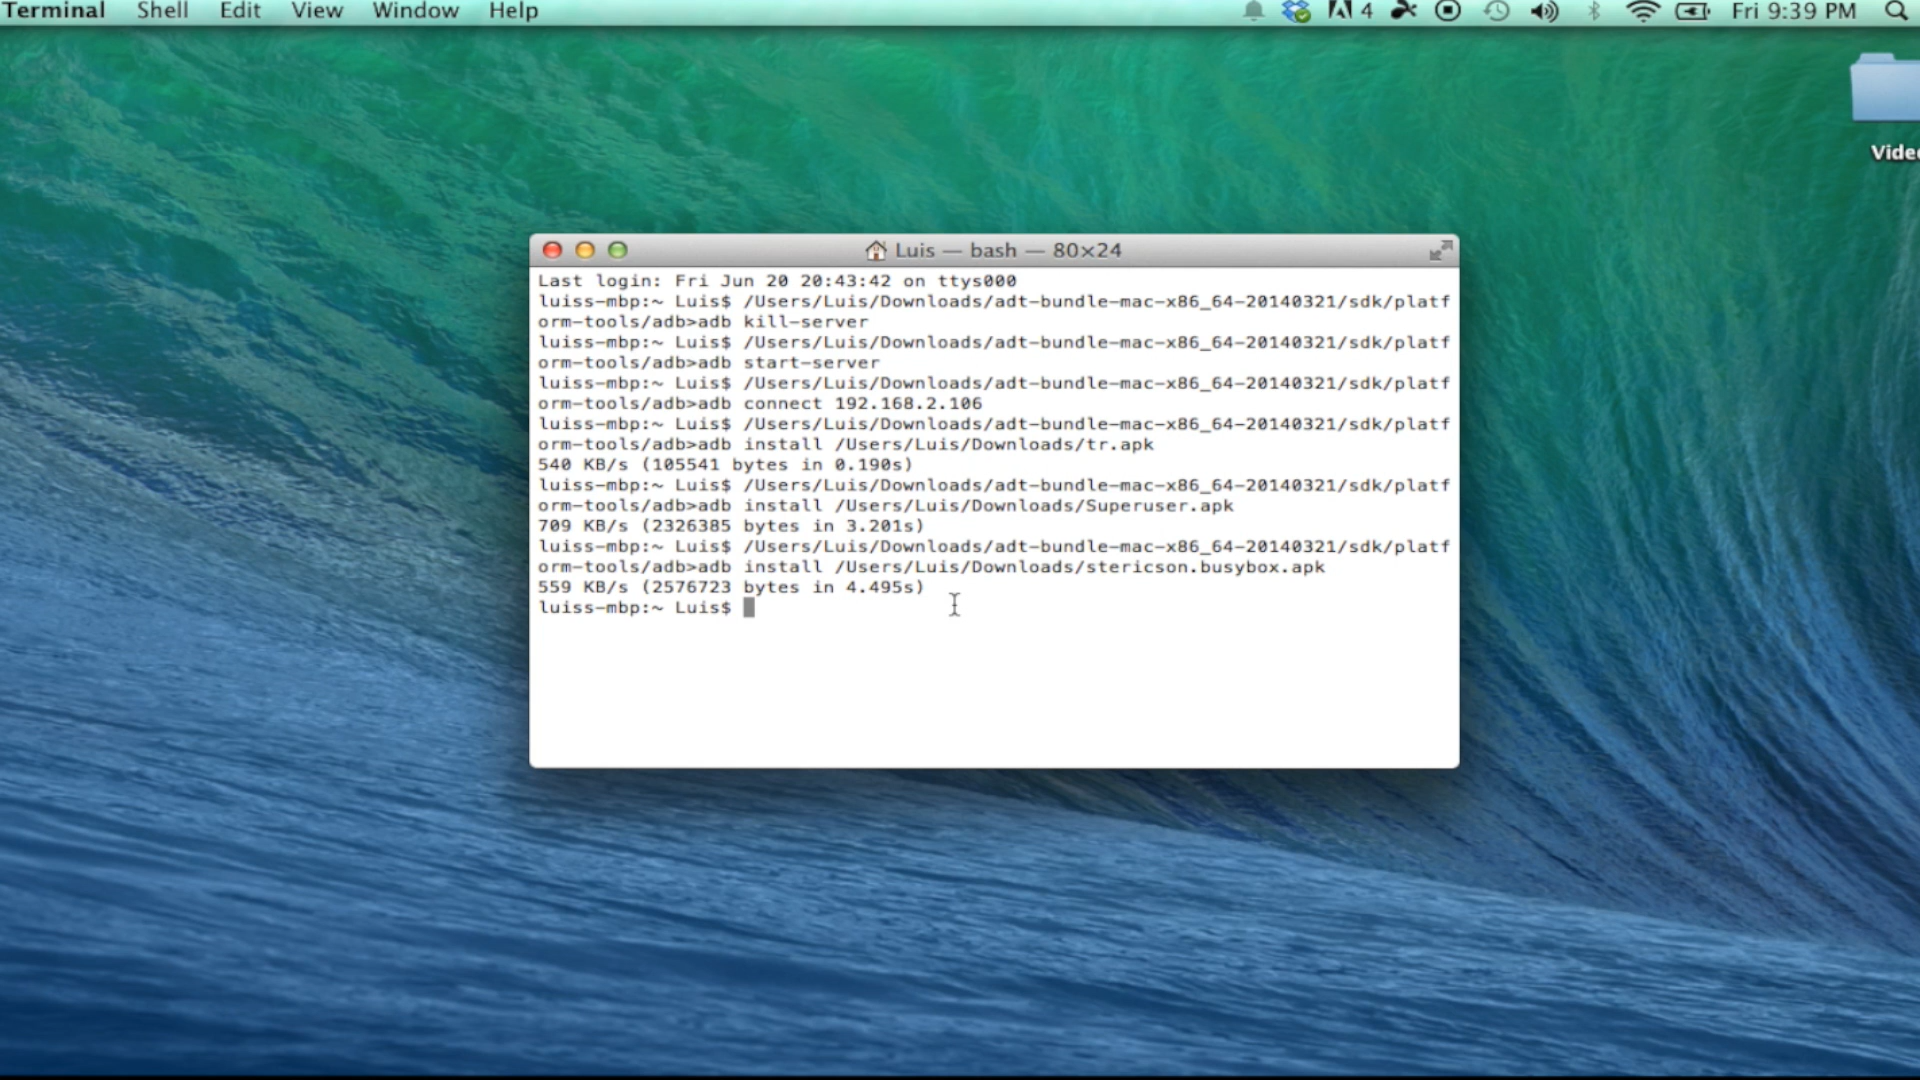 Terminal Shell Edit View Window Help 4 Fri 9:39 PM
Luis — bash — 80×24
Last login: Fri Jun 20 20:43:42 on ttys000
luiss-mbp:~ Luis$ /Users/Luis/Downloads/adt-bundle-mac-x86_64-20140321/sdk/platf
orm-tools/adb>adb kill-server
luiss-mbp:~ Luis$ /Users/Luis/Downloads/adt-bundle-mac-x86_64-20140321/sdk/platf
orm-tools/adb>adb start-server
luiss-mbp:~ Luis$ /Users/Luis/Downloads/adt-bundle-mac-x86_64-20140321/sdk/platf
orm-tools/adb>adb connect 192.168.2.106
luiss-mbp:~ Luis$ /Users/Luis/Downloads/adt-bundle-mac-x86_64-20140321/sdk/platf
orm-tools/adb>adb install /Users/Luis/Downloads/tr.apk
540 KB/s (105541 bytes in 0.190s)
luiss-mbp:~ Luis$ /Users/Luis/Downloads/adt-bundle-mac-x86_64-20140321/sdk/platf
orm-tools/adb>adb install /Users/Luis/Downloads/Superuser.apk
709 KB/s (2326385 bytes in 3.201s)
luiss-mbp:~ Luis$ /Users/Luis/Downloads/adt-bundle-mac-x86_64-20140321/sdk/platf
orm-tools/adb>adb install /Users/Luis/Downloads/stericson.busybox.apk
559 KB/s (2576723 bytes in 4.495s)
luiss-mbp:~ Luis$